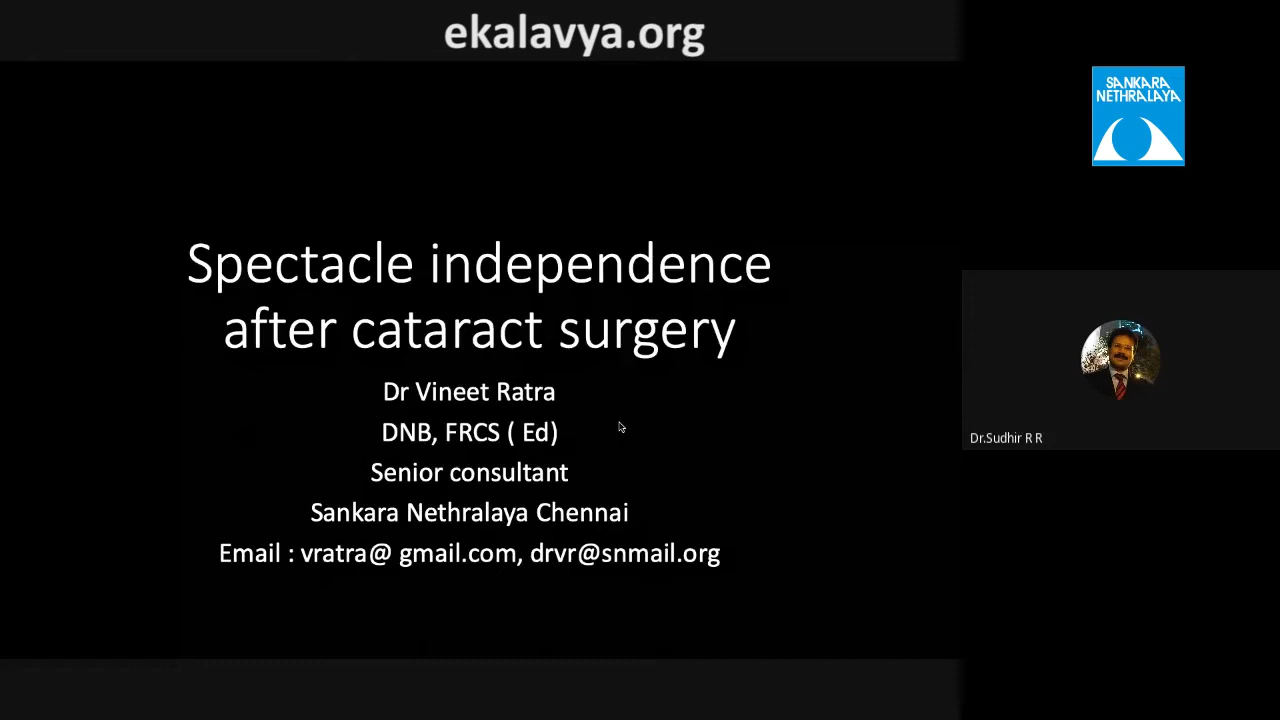 ekalavya.org
SANKARA
NETHRALAYA
Spectacle independence
after cataract surgery
Dr Vineet Ratra
DNB, FRCS ( Ed)
Senior consultant
Sankara Nethralaya Chennai
Email : vratra@ gmail.com, drvr@snmail.org
Dr.Sudhir R R